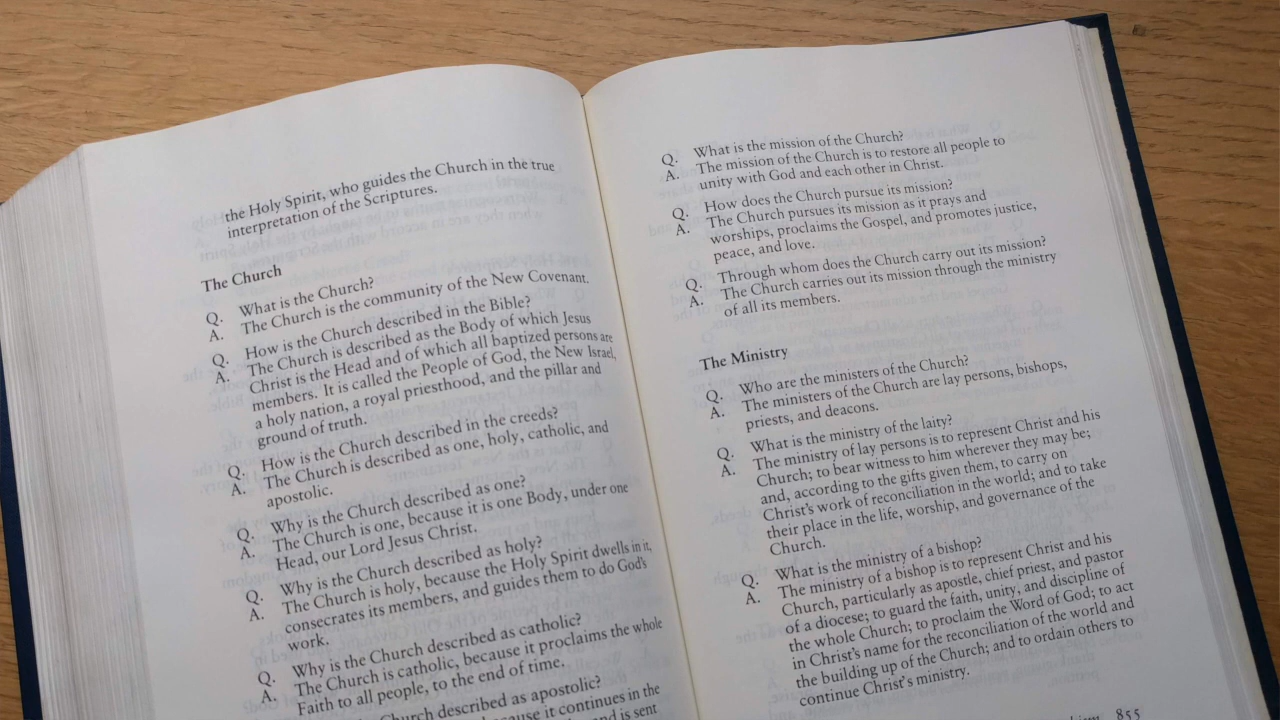 the Holy Spirit, who guides the Church in the true
interpretation of the Scriptures.
The Church
Q. What is the Church?
A. The Church is the community of the New Covenant.
Q. How is the Church described in the Bible?
A. The Church is described as the Body of which Jesus
Christ is the Head and of which all baptized persons are
members. It is called the People of God, the New Israel,
a holy nation, a royal priesthood, and the pillar and
ground of truth.
Q. How is the Church described in the creeds?
A. The Church is described as one, holy, catholic, and
apostolic.
Q. Why is the Church described as one?
A. The Church is one, because it is one Body, under one
Head, our Lord Jesus Christ.
Q. Why is the Church described as holy?
A. The Church is holy, because the Holy Spirit dwells in it,
consecrates its members, and guides them to do God's
work.
Q. Why is the Church described as catholic?
A. The Church is catholic, because it proclaims the whole
Faith to all people, to the end of time.
Church described as apostolic?
it continues in the
and is sent
Q. What is the mission of the Church?
A. The mission of the Church is to restore all people to
unity with God and each other in Christ.
Q. How does the Church pursue its mission?
A. The Church pursues its mission as it prays and
worships, proclaims the Gospel, and promotes justice,
peace, and love.
Q. Through whom does the Church carry out its mission?
A. The Church carries out its mission through the ministry
of all its members.
The Ministry
Q. Who are the ministers of the Church?
A. The ministers of the Church are lay persons, bishops,
priests, and deacons.
Q. What is the ministry of the laity?
A. The ministry of lay persons is to represent Christ and his
Church; to bear witness to him wherever they may be;
and, according to the gifts given them, to carry on
Christ's work of reconciliation in the world; and to take
their place in the life, worship, and governance of the
Church.
Q. What is the ministry of a bishop?
A. The ministry of a bishop is to represent Christ and his
Church, particularly as apostle, chief priest, and pastor
of a diocese; to guard the faith, unity, and discipline of
the whole Church; to proclaim the Word of God; to act
in Christ's name for the reconciliation of the world and
the building up of the Church; and to ordain others to
continue Christ's ministry.
855